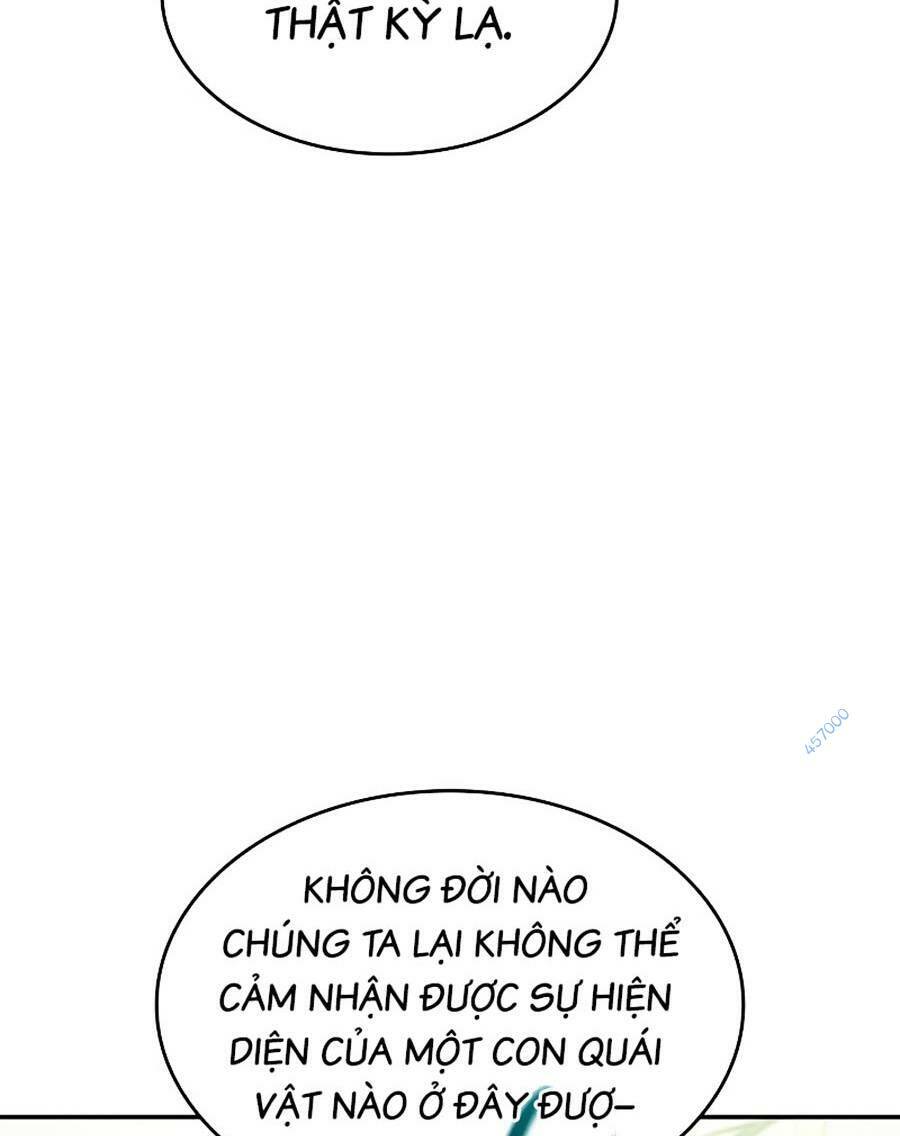 THẬT KỲ LẠ.
457000
KHÔNG ĐỜI NÀO
CHÚNG TA LẠI KHÔNG THỂ
CẢM NHẬN ĐƯỢC SỰ HIỆN
DIỆN CỦA MỘT CON QUÁI
VẬT NÀO Ở ĐÂY ĐƯỢ-